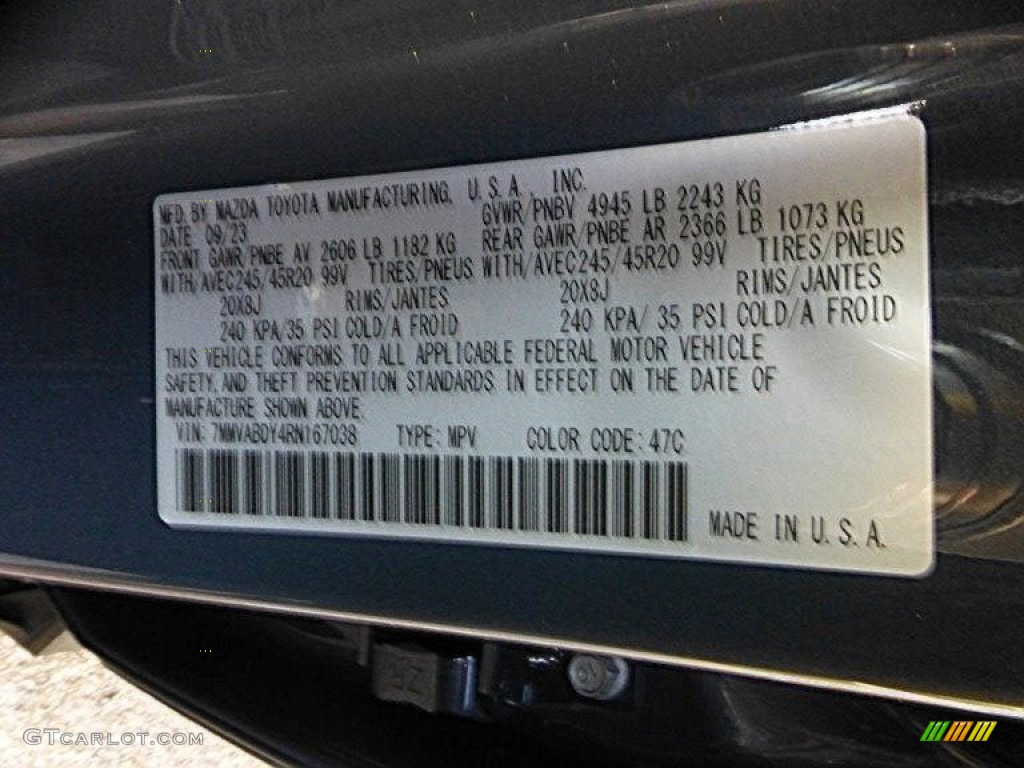 MFD. BY MAZDA TOYOTA MANUFACTURING, U.S.A., INC.
DATE 09/23 GVWR/PNBV 4945 LB 2243 KG
FRONT GAWR/PNBE AV 2606 LB 1182 KG REAR GAWR/PNBE AR 2366 LB 1073 KG
WITH/AVEC245/45R20 99V TIRES/PNEUS WITH/AVEC245/45R20 99V TIRES/PNEUS
20X8J RIMS/JANTES 20X8J RIMS/JANTES
240 KPA/35 PSI COLD/A FROID 240 KPA/ 35 PSI COLD/A FROID
THIS VEHICLE CONFORMS TO ALL APPLICABLE FEDERAL MOTOR VEHICLE
SAFETY, AND THEFT PREVENTION STANDARDS IN EFFECT ON THE DATE OF
MANUFACTURE SHOWN ABOVE.
VIN: 7MMVABDY4RN167038 TYPE: MPV COLOR CODE: 47C
MADE IN U.S.A.
GTCARLOT.COM